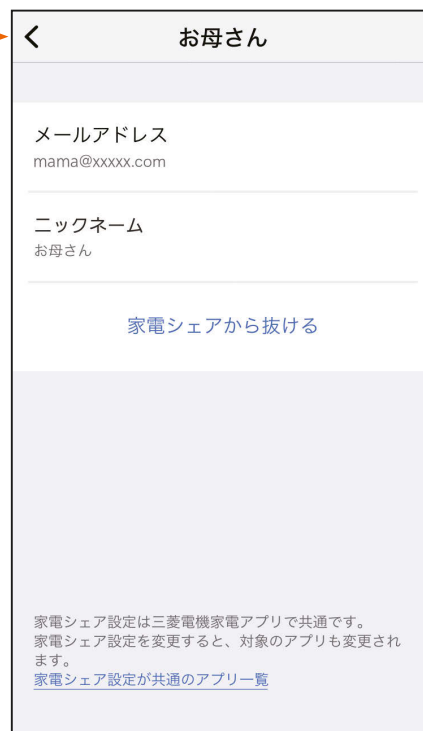 お母さん
メールアドレス
mama@xxxxx.com
ニックネーム
お母さん
家電シェアから抜ける
家電シェア設定は三菱電機家電アプリで共通です。
家電シェア設定を変更すると、対象のアプリも変更され
ます。
家電シェア設定が共通のアプリ一覧